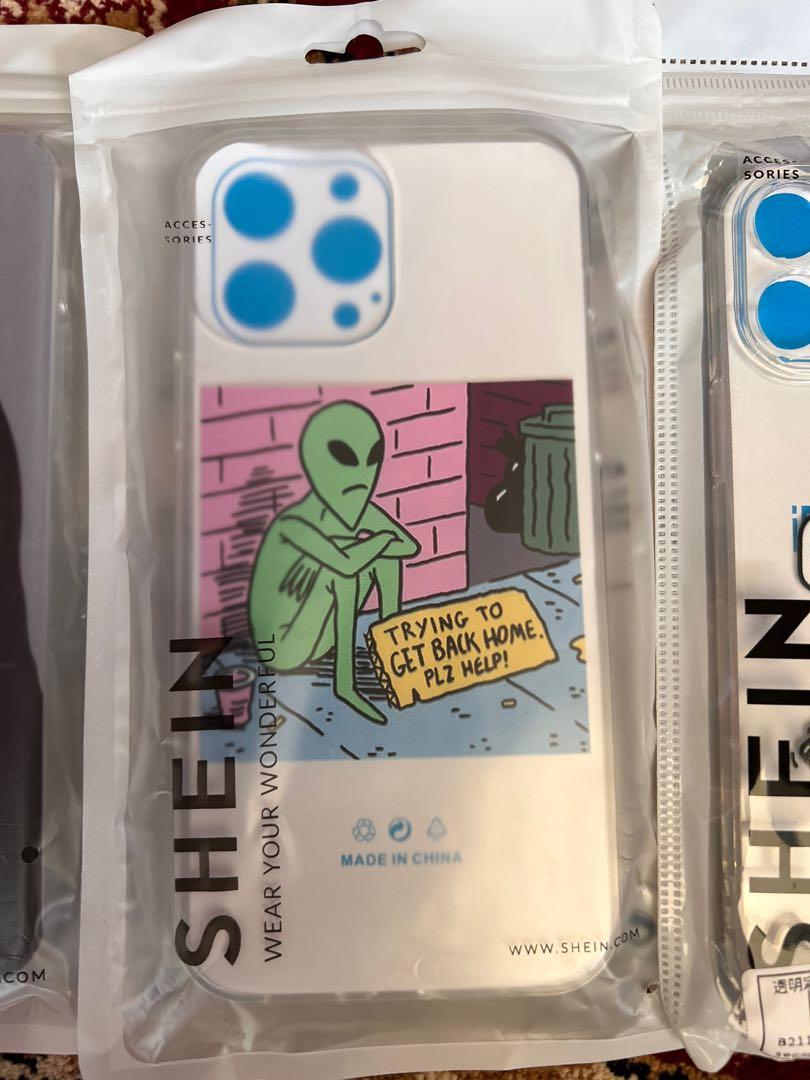 ACCES-
SORIES
TRYING TO
GET BACK HOME.
PLZ HELP!
SHEIN
WEAR YOUR WONDERFUL
MADE IN CHINA
WWW.SHEIN.COM
.COM
ACCES-
SORIES
SHEIN
透明
8211